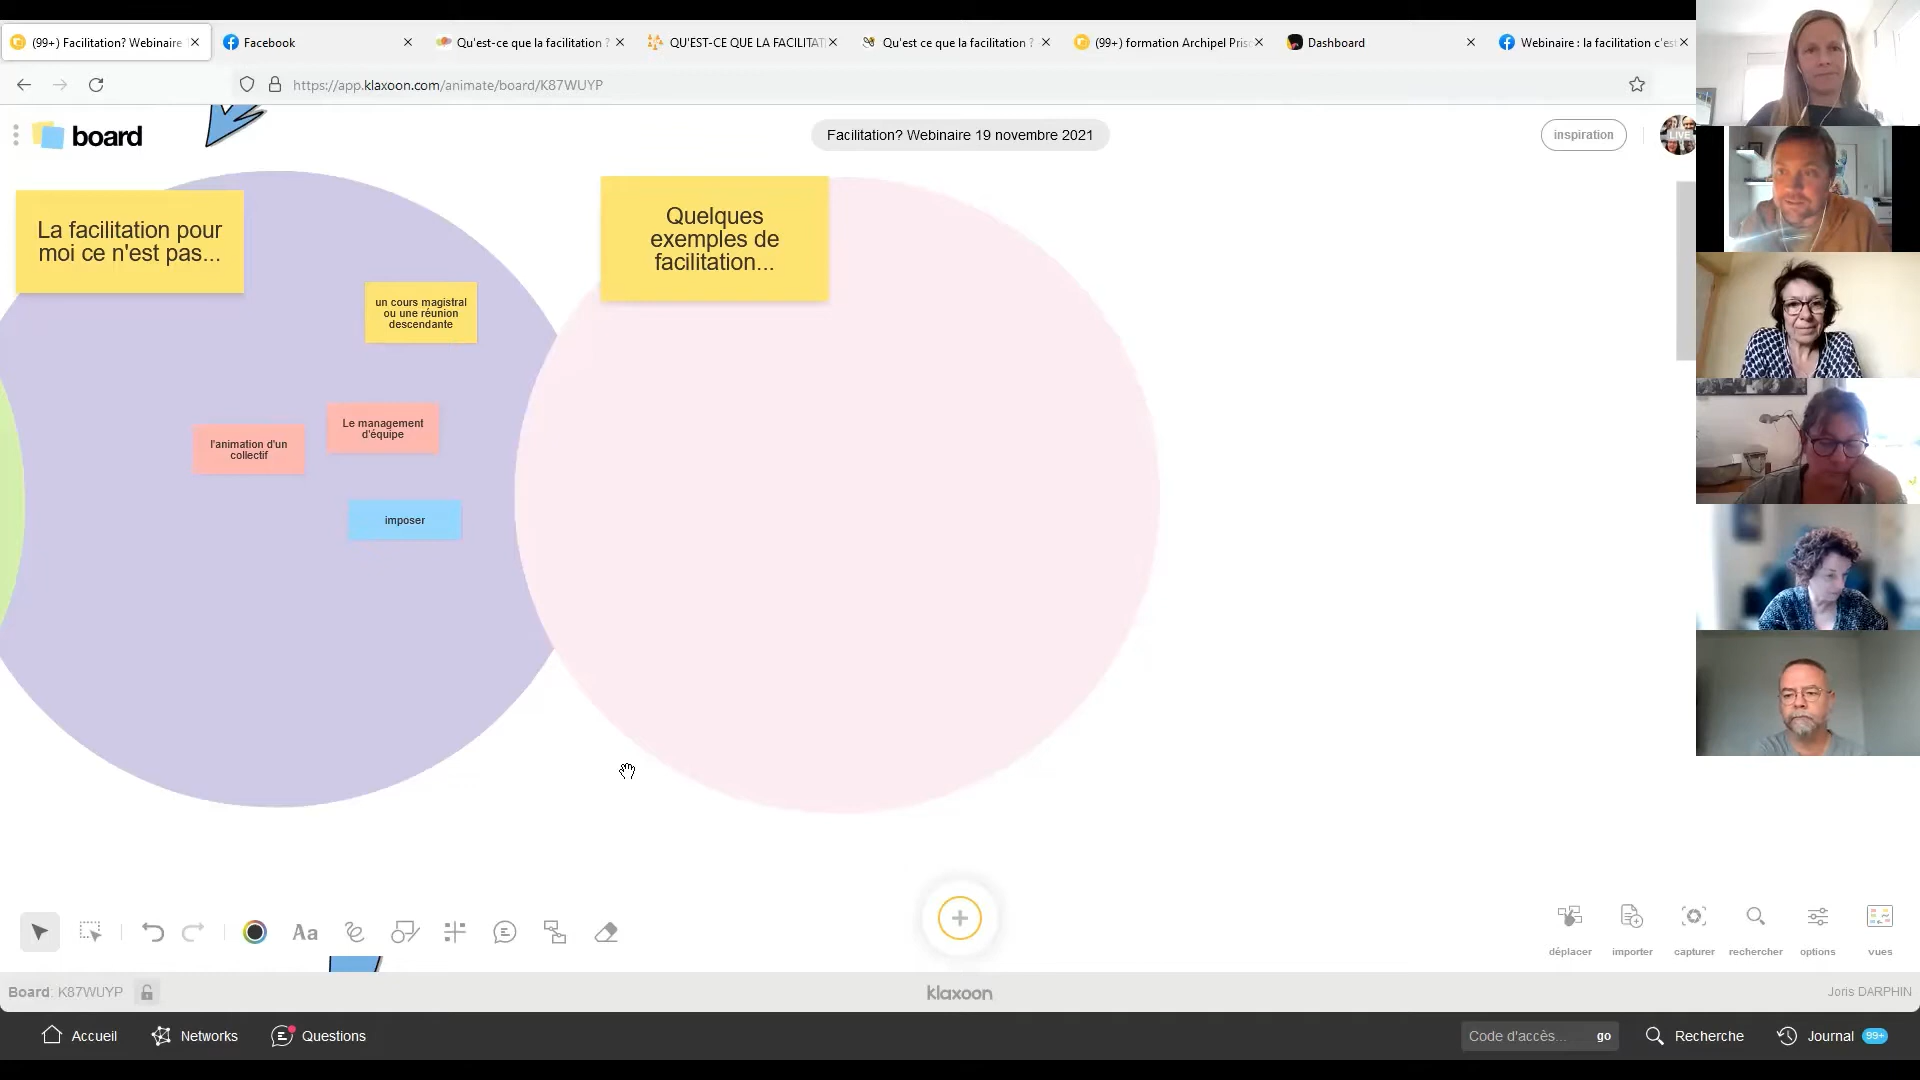 (99+) Facilitation? Webinaire
Facebook
Qu'est-ce que la facilitation ?
QU'EST-CE QUE LA FACILITAT
Qu'est ce que la facilitation ?
(99+) formation Archipel Prisc
Dashboard
Webinaire : la facilitation c'est
https://app.klaxoon.com/animate/board/K87WUYP
board
Facilitation? Webinaire 19 novembre 2021
inspiration
LIVE
La facilitation pour
moi ce n'est pas...
Quelques
exemples de
facilitation...
un cours magistral
ou une réunion
descendante
Le management
d'équipe
l'animation d'un
collectif
imposer
Aa
déplacer
importer
capturer
rechercher
options
vues
Board: K87WUYP
klaxoon
Joris DARPHIN
Accueil
Networks
Questions
Code d'accès...
go
Recherche
Journal
99+